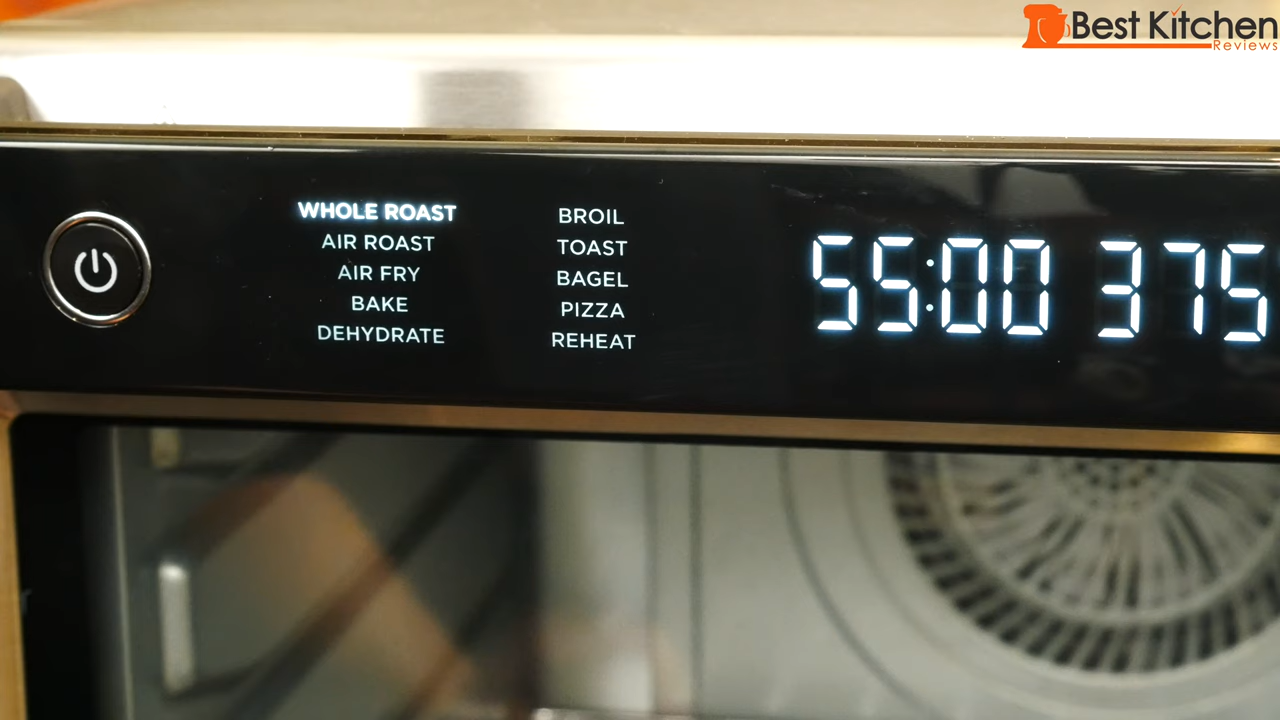 Best Kitchen
Reviews
WHOLE ROAST
AIR ROAST
AIR FRY
BAKE
DEHYDRATE
BROIL
TOAST
BAGEL
PIZZA
REHEAT
55:00 375